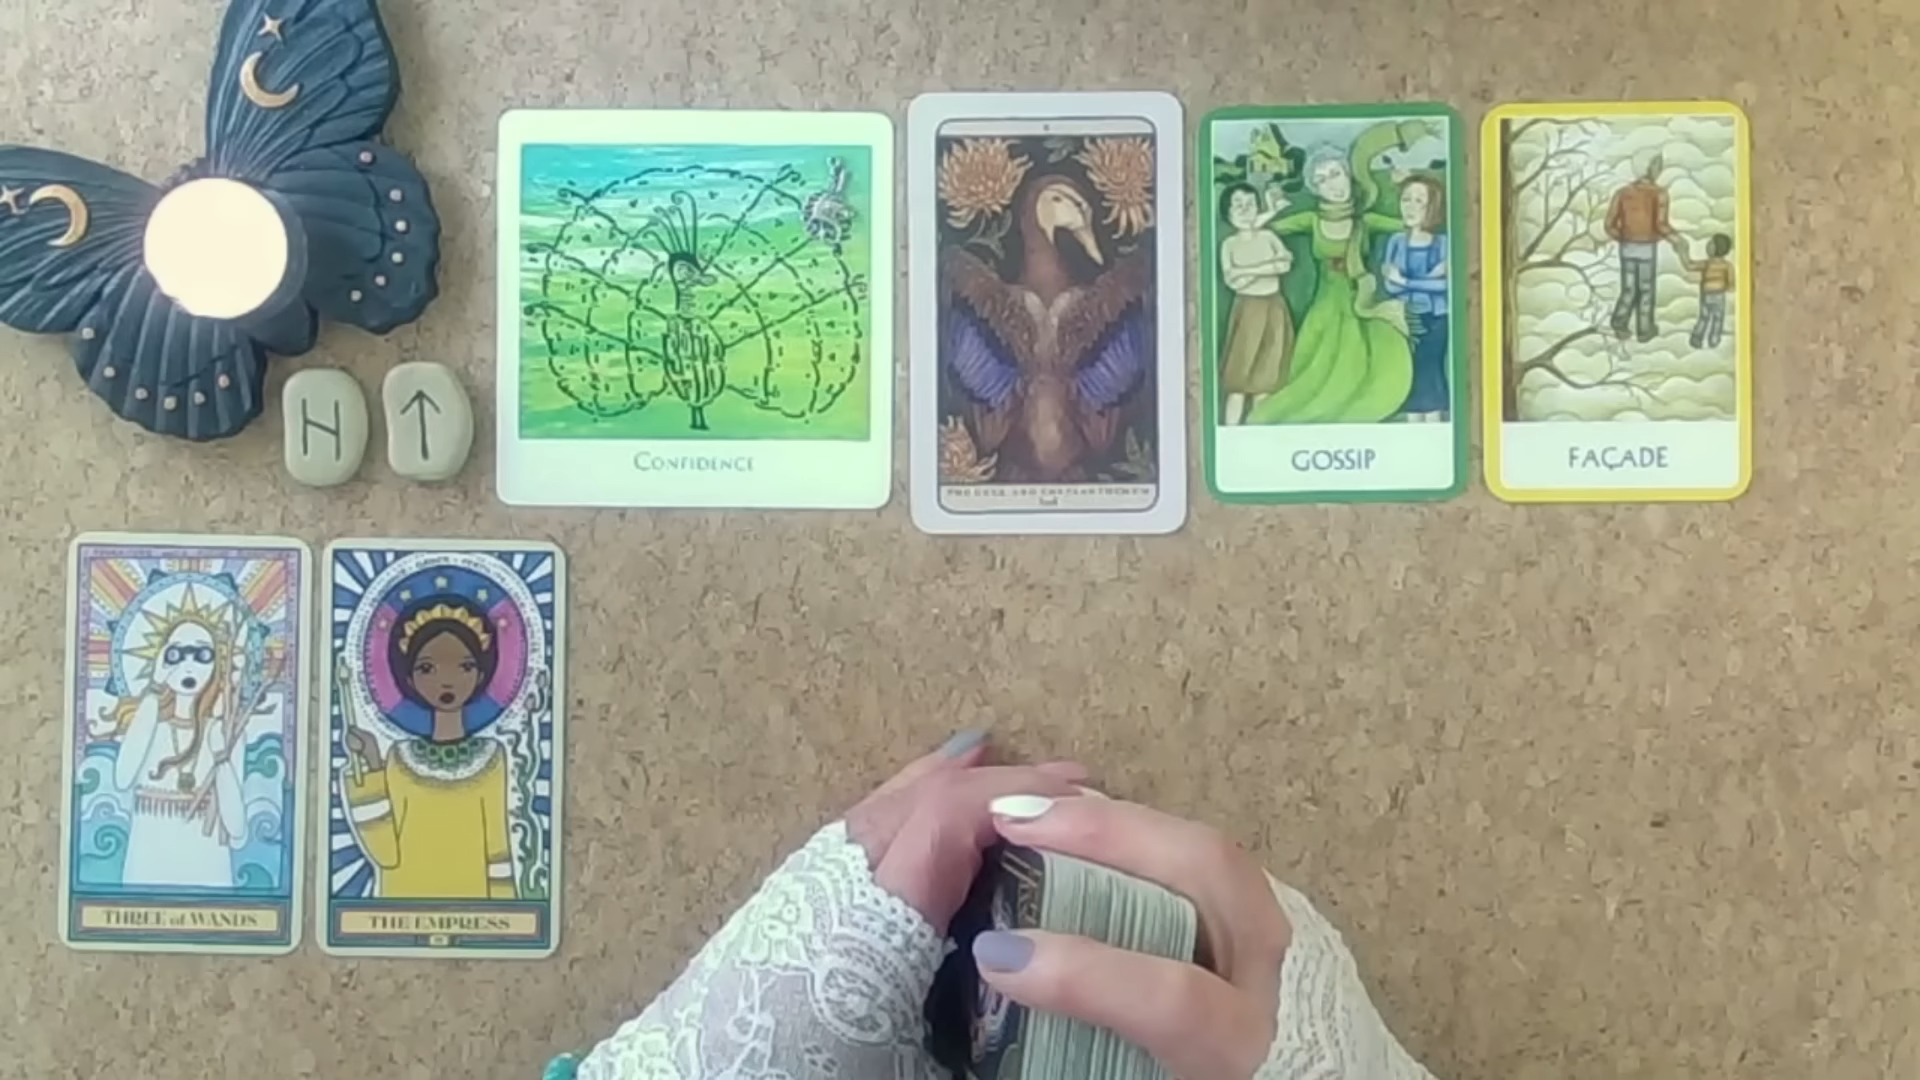 CONFIDENCE
GOSSIP
FAÇADE
THREE of WANDS
THE EMPRESS